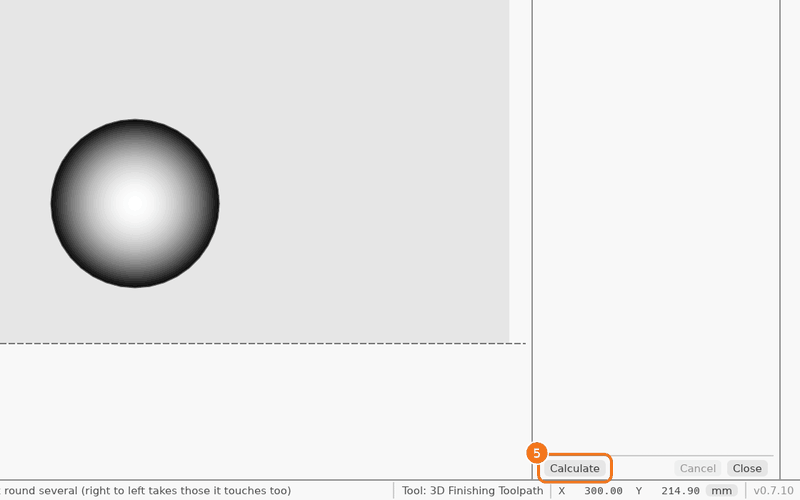 5
Calculate
Cancel
Close
round several (right to left takes those it touches too)
Tool: 3D Finishing Toolpath
X 300.00 Y 214.90 mm
v0.7.10